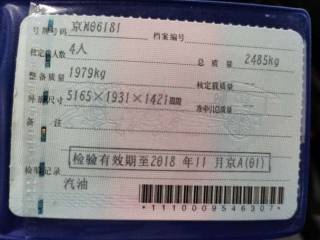 号牌号码 京N06181 档案编号
核定载人数 4人 总质量 2485kg
整备质量 1979kg 核定载质量
外廓尺寸 5165×1931×1421mm 准牵引总质量
备注
检验有效期至2018年11月京A(01)
检验记录
汽油
*1110009546307*